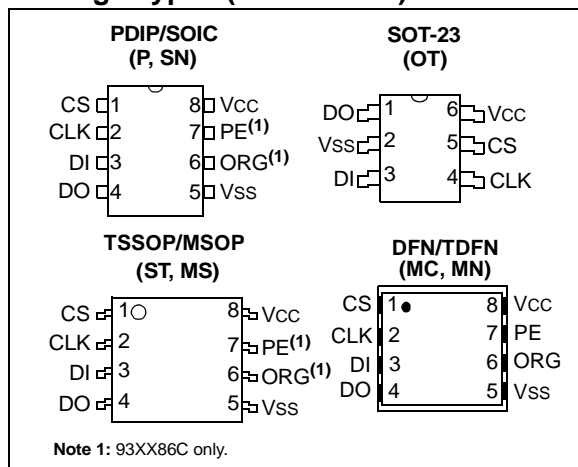 PDIP/SOIC
(P, SN)
CS 1 8 VCC
CLK 2 7 PE(1)
DI 3 6 ORG(1)
DO 4 5 VSS
SOT-23
(OT)
DO 1 6 VCC
VSS 2 5 CS
DI 3 4 CLK
TSSOP/MSOP
(ST, MS)
CS 1 8 VCC
CLK 2 7 PE(1)
DI 3 6 ORG(1)
DO 4 5 VSS
DFN/TDFN
(MC, MN)
CS 1 8 VCC
CLK 2 7 PE
DI 3 6 ORG
DO 4 5 VSS
Note 1: 93XX86C only.